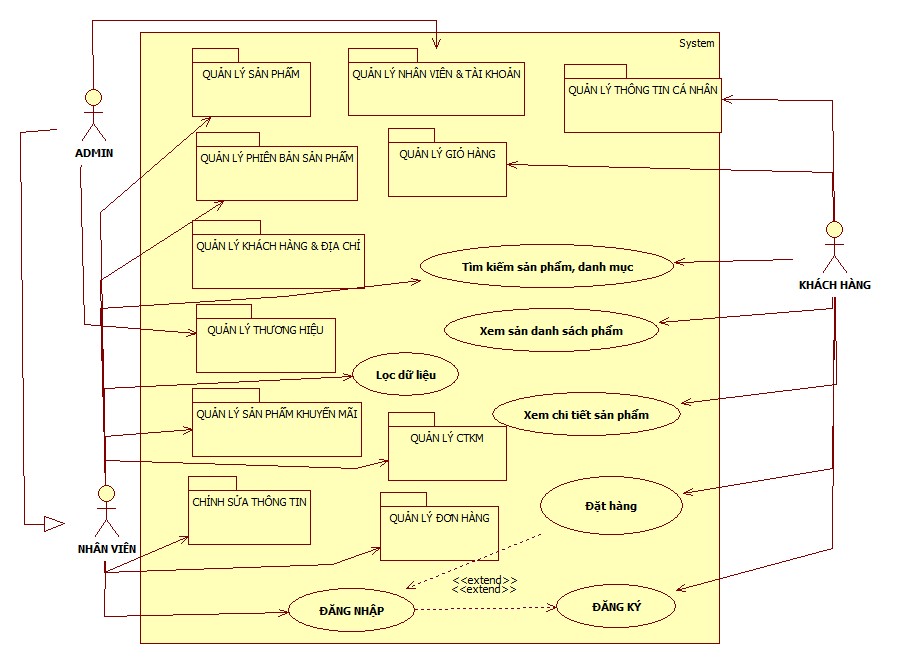 System
QUẢN LÝ SẢN PHẨM
QUẢN LÝ NHÂN VIÊN & TÀI KHOẢN
QUẢN LÝ THÔNG TIN CÁ NHÂN
ADMIN
QUẢN LÝ PHIÊN BẢN SẢN PHẨM
QUẢN LÝ GIỎ HÀNG
QUẢN LÝ KHÁCH HÀNG & ĐỊA CHỈ
Tìm kiếm sản phẩm, danh mục
KHÁCH HÀNG
QUẢN LÝ THƯƠNG HIỆU
Xem sản danh sách phẩm
Lọc dữ liệu
QUẢN LÝ SẢN PHẨM KHUYẾN MÃI
Xem chi tiết sản phẩm
QUẢN LÝ CTKM
CHỈNH SỬA THÔNG TIN
Đặt hàng
QUẢN LÝ ĐƠN HÀNG
NHÂN VIÊN
<<extend>>
<<extend>>
ĐĂNG NHẬP
ĐĂNG KÝ